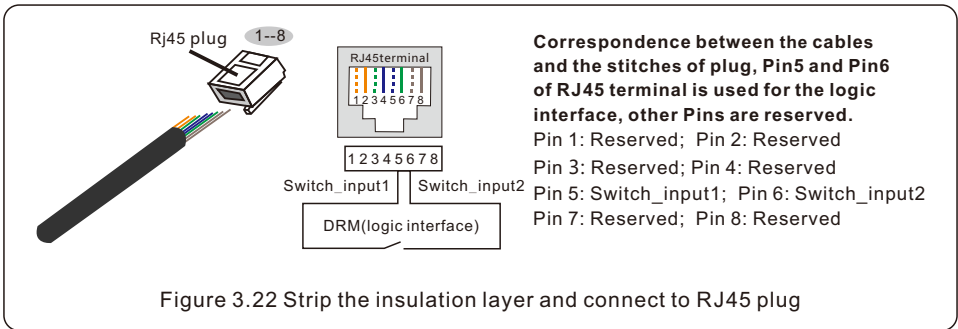 Rj45 plug
1--8
RJ45terminal
12345678
12345678
Switch_input1 Switch_input2
DRM(logic interface)
Correspondence between the cables
and the stitches of plug, Pin5 and Pin6
of RJ45 terminal is used for the logic
interface, other Pins are reserved.
Pin 1: Reserved; Pin 2: Reserved
Pin 3: Reserved; Pin 4: Reserved
Pin 5: Switch_input1; Pin 6: Switch_input2
Pin 7: Reserved; Pin 8: Reserved
Figure 3.22 Strip the insulation layer and connect to RJ45 plug